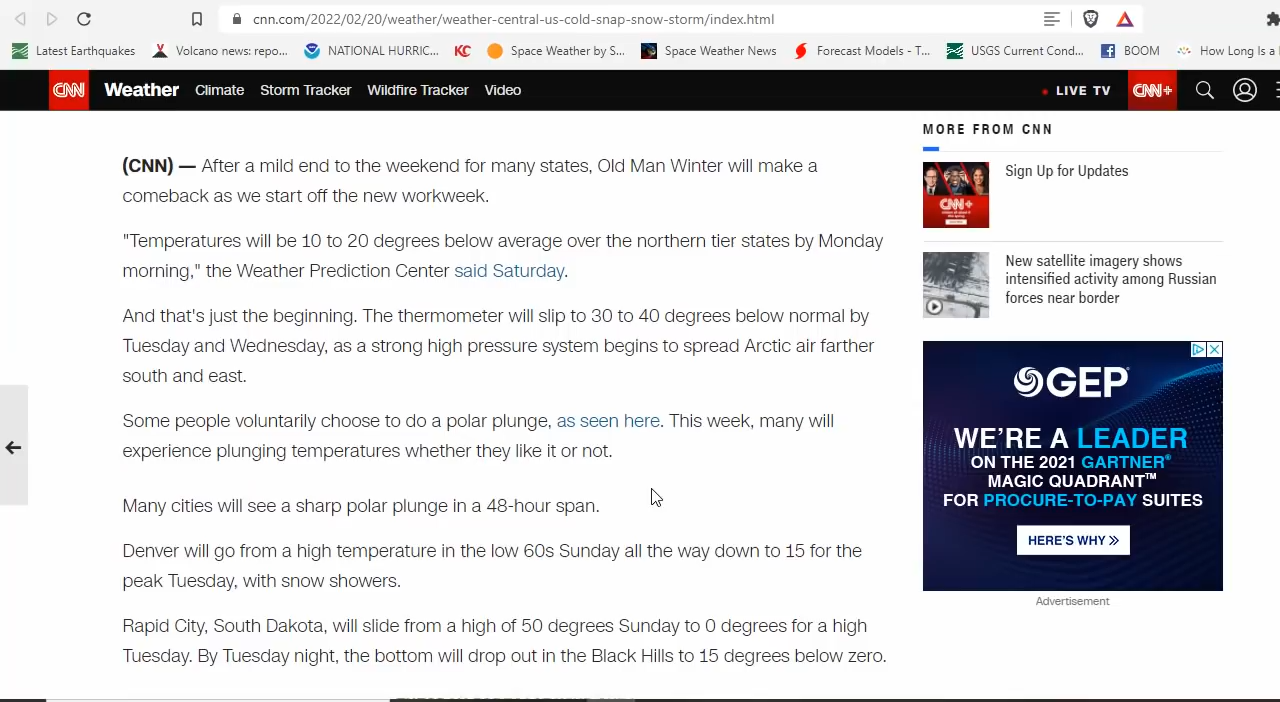 cnn.com/2022/02/20/weather/weather-central-us-cold-snap-snow-storm/index.html
Latest Earthquakes
Volcano news: repo...
NATIONAL HURRIC...
KC
Space Weather by S...
Space Weather News
Forecast Models - T...
USGS Current Cond...
BOOM
How Long Is a
CNN Weather Climate Storm Tracker Wildfire Tracker Video LIVE TV CNN+
(CNN) — After a mild end to the weekend for many states, Old Man Winter will make a
comeback as we start off the new workweek.
"Temperatures will be 10 to 20 degrees below average over the northern tier states by Monday
morning," the Weather Prediction Center said Saturday.
And that's just the beginning. The thermometer will slip to 30 to 40 degrees below normal by
Tuesday and Wednesday, as a strong high pressure system begins to spread Arctic air farther
south and east.
Some people voluntarily choose to do a polar plunge, as seen here. This week, many will
experience plunging temperatures whether they like it or not.
Many cities will see a sharp polar plunge in a 48-hour span.
Denver will go from a high temperature in the low 60s Sunday all the way down to 15 for the
peak Tuesday, with snow showers.
Rapid City, South Dakota, will slide from a high of 50 degrees Sunday to 0 degrees for a high
Tuesday. By Tuesday night, the bottom will drop out in the Black Hills to 15 degrees below zero.
MORE FROM CNN
CNN+
Sign Up for Updates
New satellite imagery shows
intensified activity among Russian
forces near border
GEP®
WE'RE A LEADER
ON THE 2021 GARTNER®
MAGIC QUADRANT™
FOR PROCURE-TO-PAY SUITES
HERE'S WHY »
Advertisement